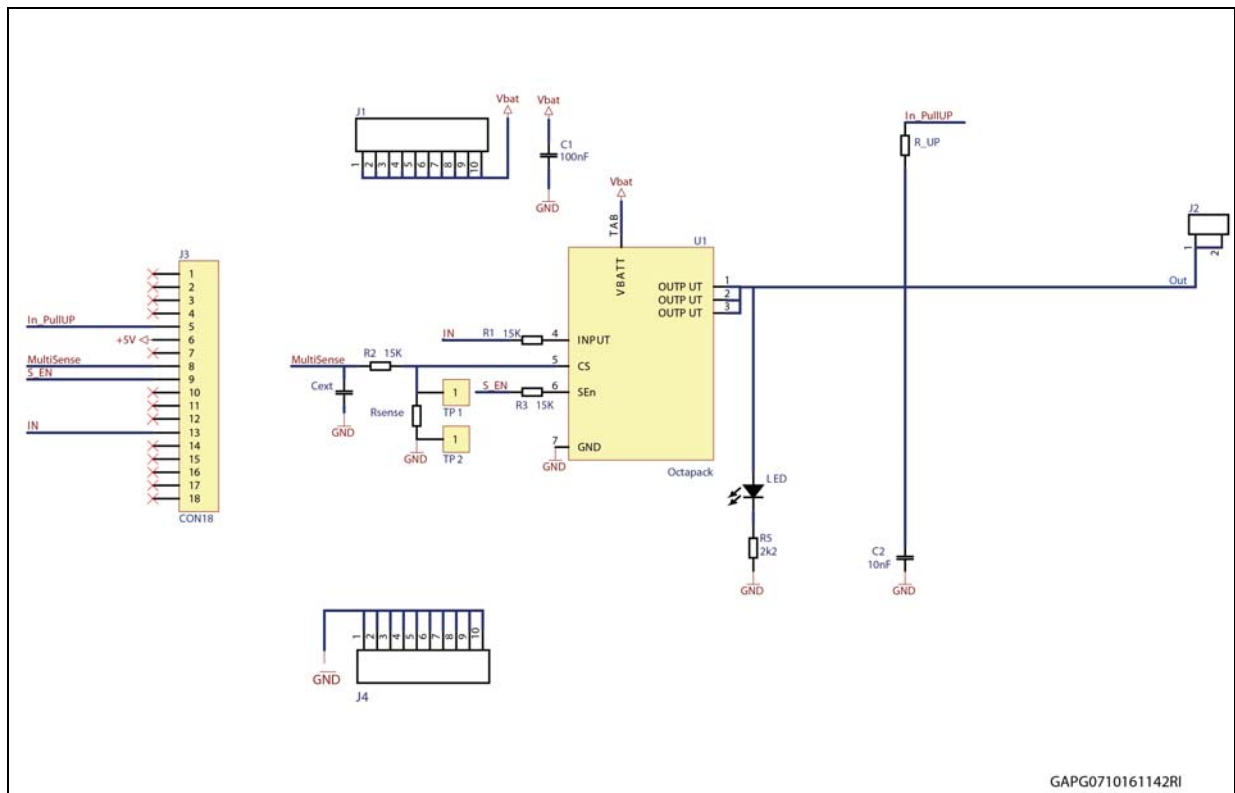 J1
1 2 3 4 5 6 7 8 9 10
Vbat
Vbat
C1
100nF
GND
Vbat
TAB
U1
VBATT
OUTP UT 1
OUTP UT 2
OUTP UT 3
IN R1 15K 4 INPUT
MultiSense R2 15K 5 CS
S_EN R3 15K 6 SEn
7 GND
GND
Octapack
Cext
GND
Rsense
GND
1
TP1
1
TP2
In_PullUP
R_UP
J2
1 2
Out
LED
R5
2k2
GND
C2
10nF
GND
J3
1
2
3
4
In_PullUP 5
+5V 6
7
MultiSense 8
S_EN 9
10
11
12
IN 13
14
15
16
17
18
CON18
1 2 3 4 5 6 7 8 9 10
GND
J4
GAPG0710161142RI